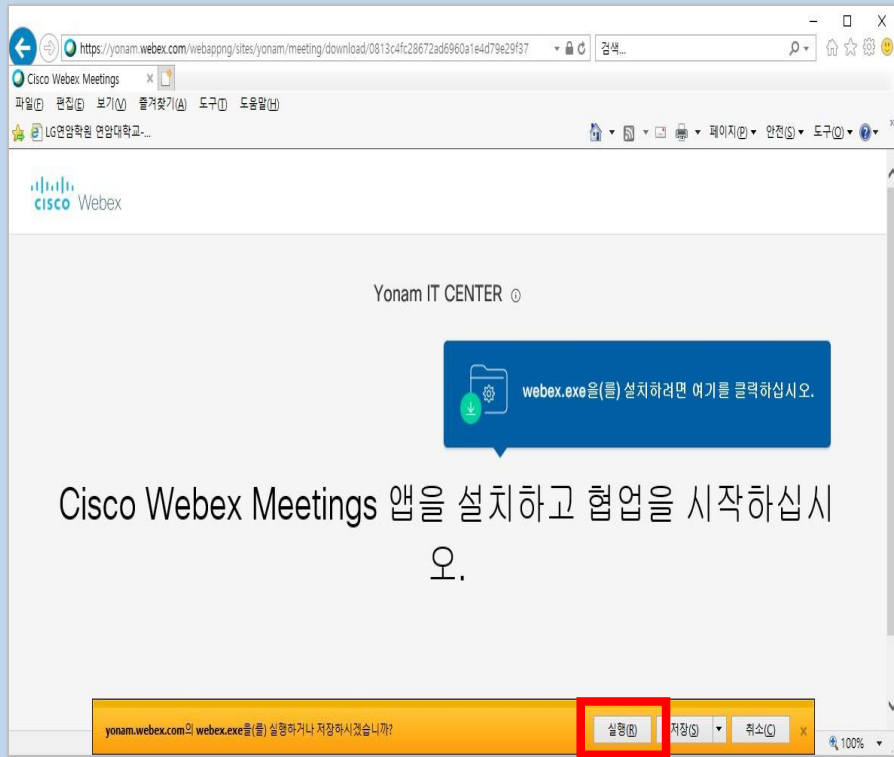 https://yonam.webex.com/webappng/sites/yonam/meeting/download/0813c4fc28672ad6960a1e4d79e29f37
검색...
Cisco Webex Meetings
파일(F) 편집(E) 보기(V) 즐겨찾기(A) 도구(T) 도움말(H)
LG연암학원 연암대학교-...
페이지(P) 안전(S) 도구(O)
CISCO Webex
Yonam IT CENTER
webex.exe을(를) 설치하려면 여기를 클릭하십시오.
Cisco Webex Meetings 앱을 설치하고 협업을 시작하십시
오.
yonam.webex.com의 webex.exe을(를) 실행하거나 저장하시겠습니까?
실행(R) 저장(S) 취소(C)
100%